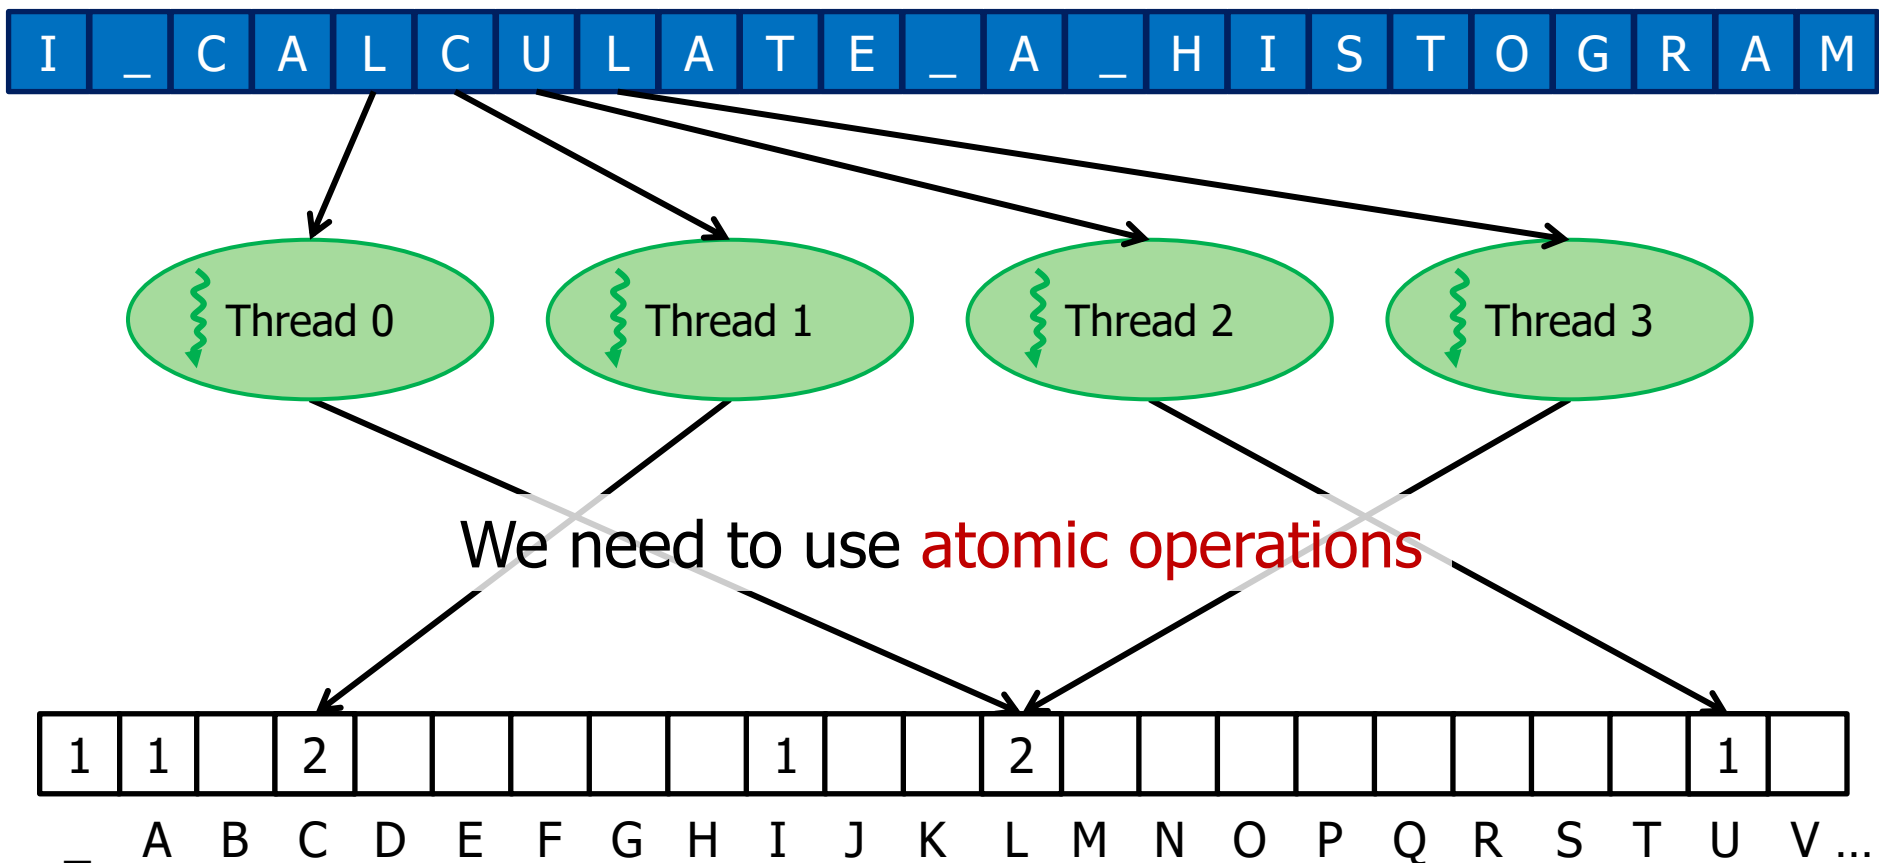 I _ C A L C U L A T E _ A _ H I S T O G R A M
Thread 0 Thread 1 Thread 2 Thread 3
We need to use atomic operations
1 1 2 1 2 1
_ A B C D E F G H I J K L M N O P Q R S T U V ...